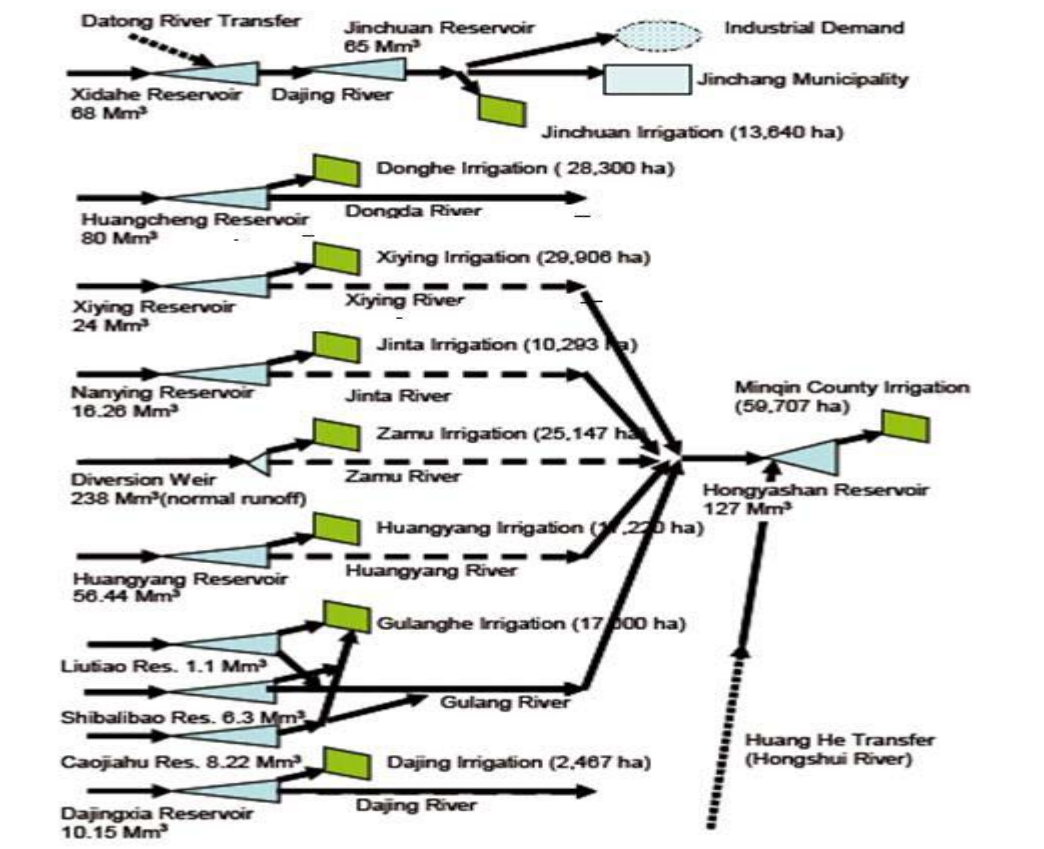 Datong River Transfer
Jinchuan Reservoir
65 Mm³
Industrial Demand
Xidahe Reservoir
68 Mm³
Dajing River
Jinchang Municipality
Jinchuan Irrigation (13,640 ha)
Donghe Irrigation ( 28,300 ha)
Huangcheng Reservoir
80 Mm³
Dongda River
Xiying Irrigation (29,906 ha)
Xiying Reservoir
24 Mm³
Xiying River
Jinta Irrigation (10,293 ha)
Nanying Reservoir
16.26 Mm³
Jinta River
Minqin County Irrigation
(59,707 ha)
Zamu Irrigation (25,147 ha)
Diversion Weir
238 Mm³(normal runoff)
Zamu River
Hongyashan Reservoir
127 Mm³
Huangyang Irrigation ( ha)
Huangyang Reservoir
56.44 Mm³
Huangyang River
Gulanghe Irrigation (17,000 ha)
Liutiao Res. 1.1 Mm³
Shibalibao Res. 6.3 Mm³
Gulang River
Caojiahu Res. 8.22 Mm³
Huang He Transfer
(Hongshui River)
Dajing Irrigation (2,467 ha)
Dajingxia Reservoir
10.15 Mm³
Dajing River